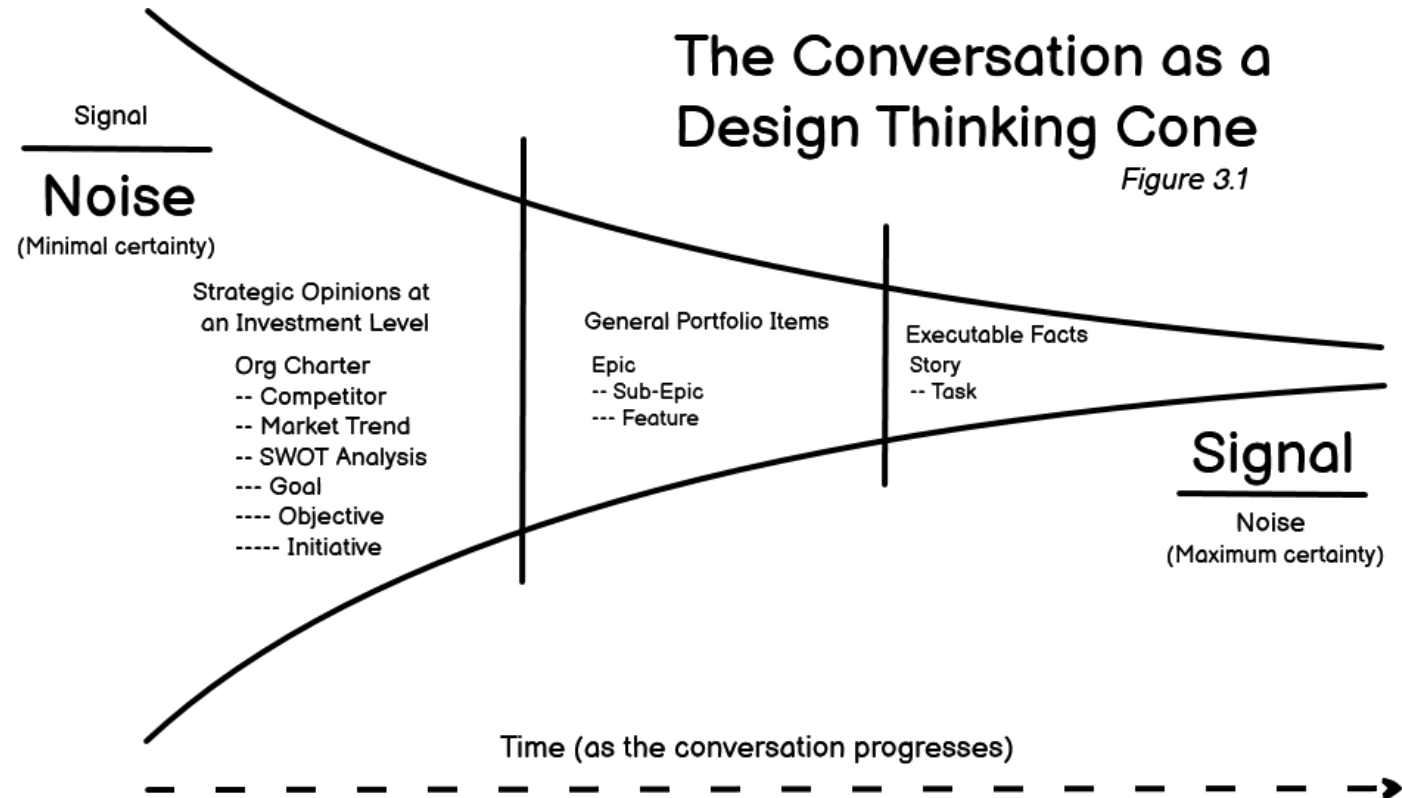 The Conversation as a
Design Thinking Cone
Figure 3.1
Signal
Noise
(Minimal certainty)
Strategic Opinions at
an Investment Level
Org Charter
-- Competitor
-- Market Trend
-- SWOT Analysis
--- Goal
---- Objective
----- Initiative
General Portfolio Items
Epic
-- Sub-Epic
--- Feature
Executable Facts
Story
-- Task
Signal
Noise
(Maximum certainty)
Time (as the conversation progresses)